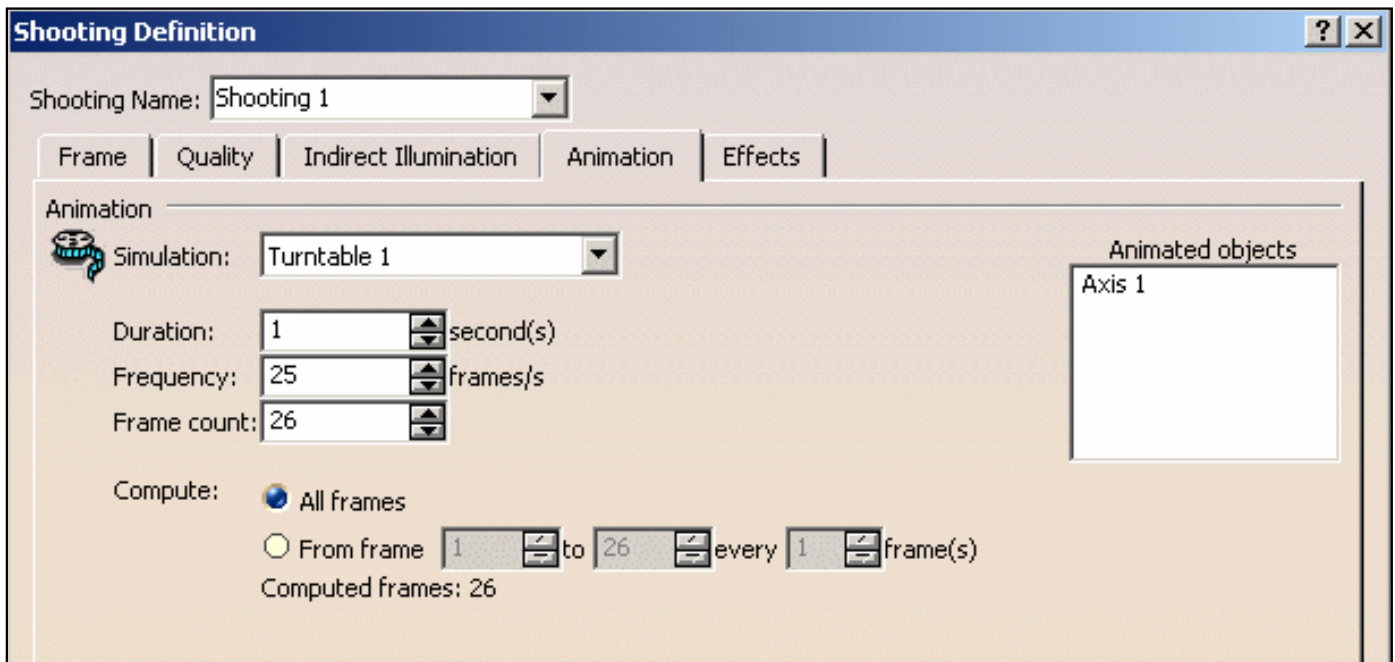 Shooting Definition
Shooting Name: Shooting 1
Frame Quality Indirect Illumination Animation Effects
Animation
Simulation: Turntable 1
Animated objects
Axis 1
Duration: 1 second(s)
Frequency: 25 frames/s
Frame count: 26
Compute: All frames
From frame 1 to 26 every 1 frame(s)
Computed frames: 26